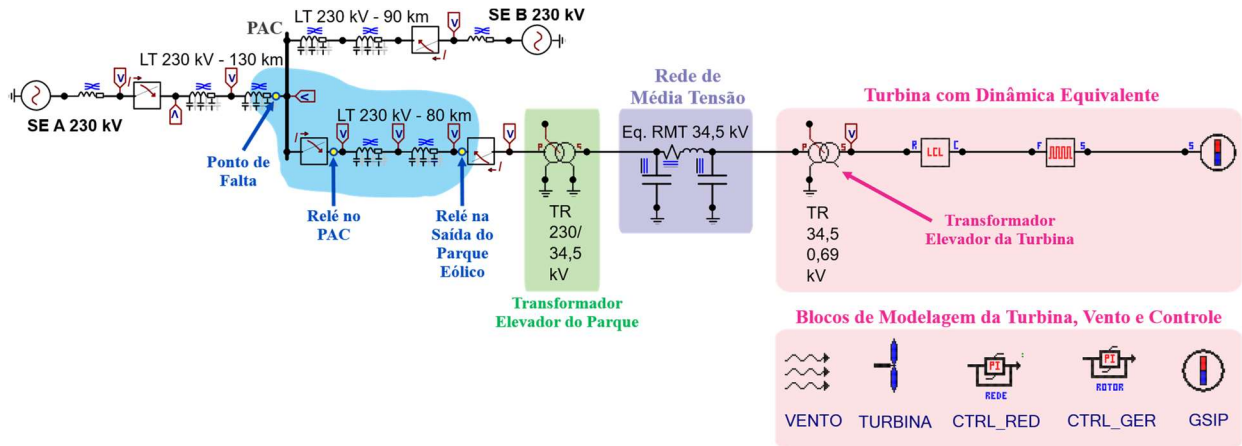 PAC
LT 230 kV - 90 km
SE B 230 kV
LT 230 kV - 130 km
SE A 230 kV
LT 230 kV - 80 km
Ponto de
Falta
Relé no
PAC
Relé na
Saída do
Parque
Eólico
TR
230/
34,5
kV
Transformador
Elevador do Parque
Rede de
Média Tensão
Eq. RMT 34,5 kV
Turbina com Dinâmica Equivalente
LCL
TR
34,5
0,69
kV
Transformador
Elevador da Turbina
Blocos de Modelagem da Turbina, Vento e Controle
PI
REDE
PI
ROTOR
VENTO
TURBINA
CTRL_RED
CTRL_GER
GSIP
V
V
V
V
V
V
V
V
V
V
I
I
I
I
P
S
P
S
R
C
F
S
S